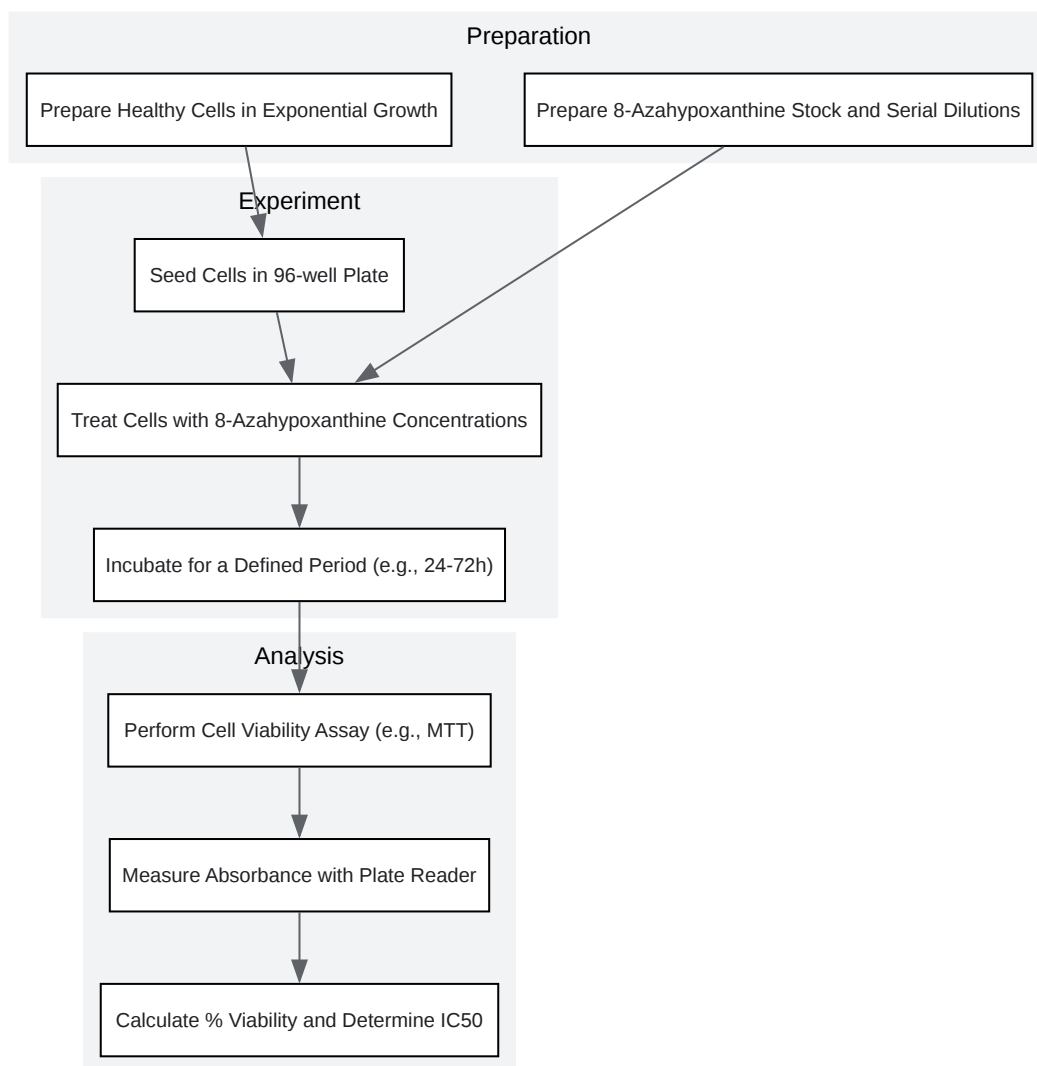 Preparation
Prepare Healthy Cells in Exponential Growth
Prepare 8-Azahypoxanthine Stock and Serial Dilutions
Experiment
Seed Cells in 96-well Plate
Treat Cells with 8-Azahypoxanthine Concentrations
Incubate for a Defined Period (e.g., 24-72h)
Analysis
Perform Cell Viability Assay (e.g., MTT)
Measure Absorbance with Plate Reader
Calculate % Viability and Determine IC50